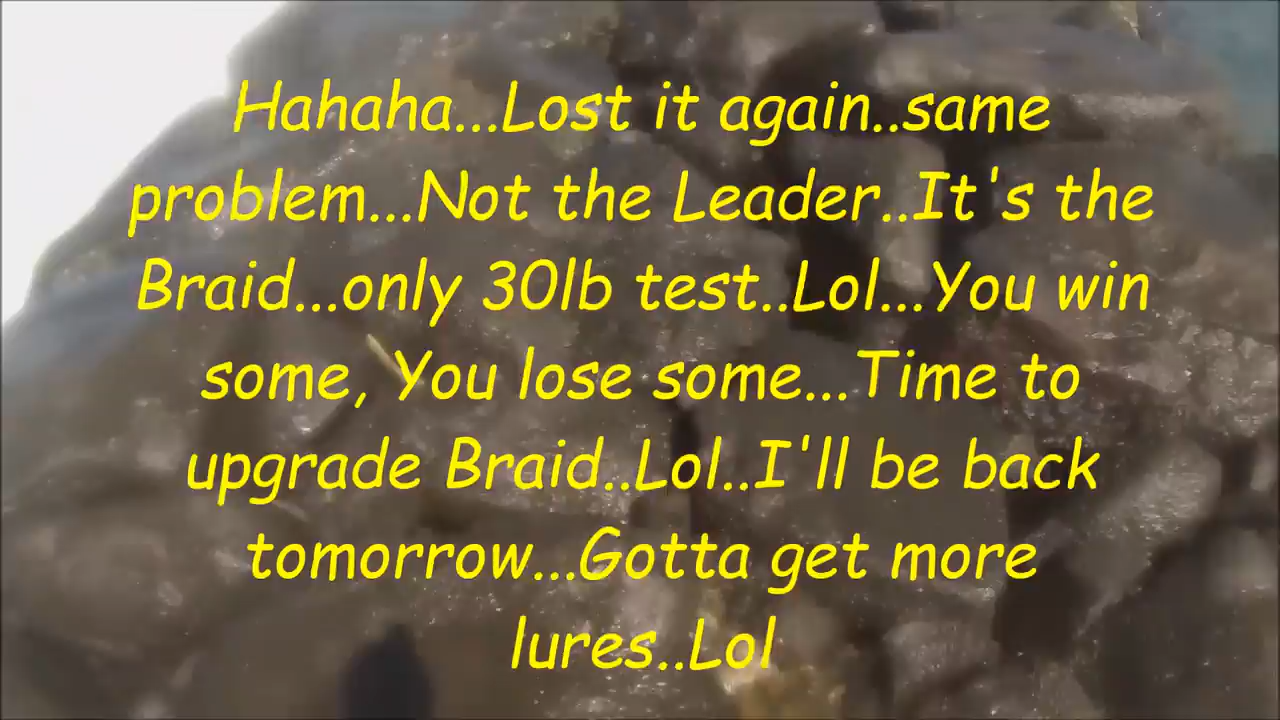 Hahaha...Lost it again..same
problem...Not the Leader..It's the
Braid...only 30lb test..Lol...You win
some, You lose some...Time to
upgrade Braid..Lol..I'll be back
tomorrow...Gotta get more
lures..Lol